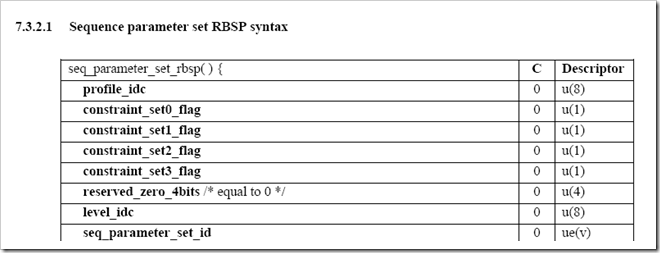 7.3.2.1 Sequence parameter set RBSP syntax
seq_parameter_set_rbsp( ) { C Descriptor
profile_idc 0 u(8)
constraint_set0_flag 0 u(1)
constraint_set1_flag 0 u(1)
constraint_set2_flag 0 u(1)
constraint_set3_flag 0 u(1)
reserved_zero_4bits /* equal to 0 */ 0 u(4)
level_idc 0 u(8)
seq_parameter_set_id 0 ue(v)